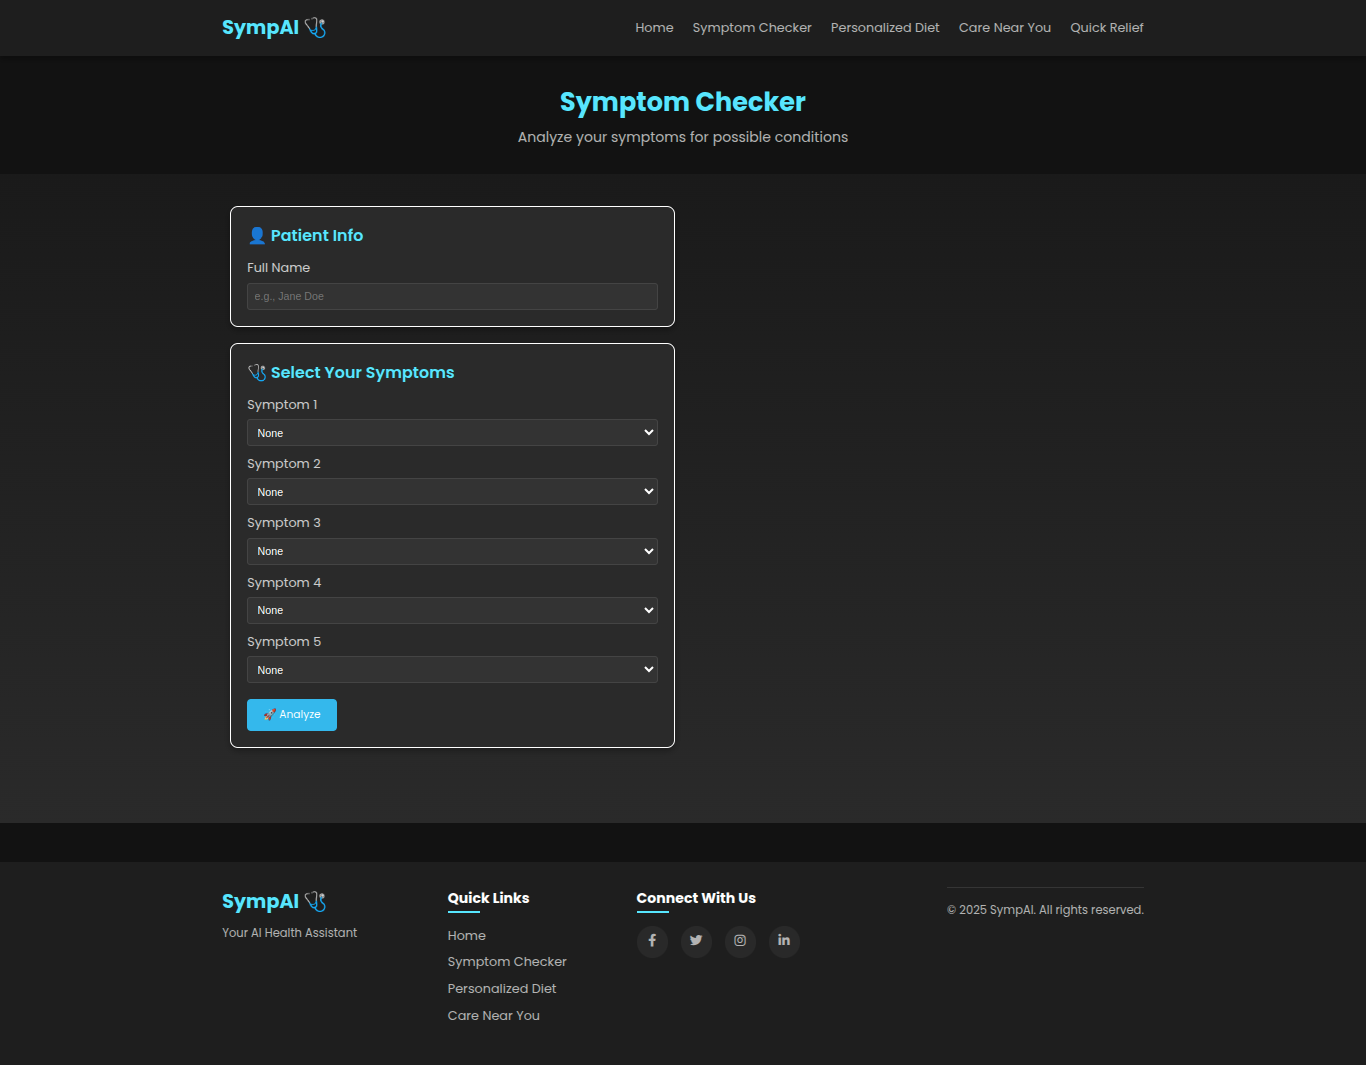 SympAI 🩺
Home Symptom Checker Personalized Diet Care Near You Quick Relief
Symptom Checker
Analyze your symptoms for possible conditions
👤 Patient Info
Full Name
e.g., Jane Doe
🩺 Select Your Symptoms
Symptom 1
None
Symptom 2
None
Symptom 3
None
Symptom 4
None
Symptom 5
None
🚀 Analyze
SympAI 🩺
Your AI Health Assistant
Quick Links
Home
Symptom Checker
Personalized Diet
Care Near You
Connect With Us
© 2025 SympAI. All rights reserved.